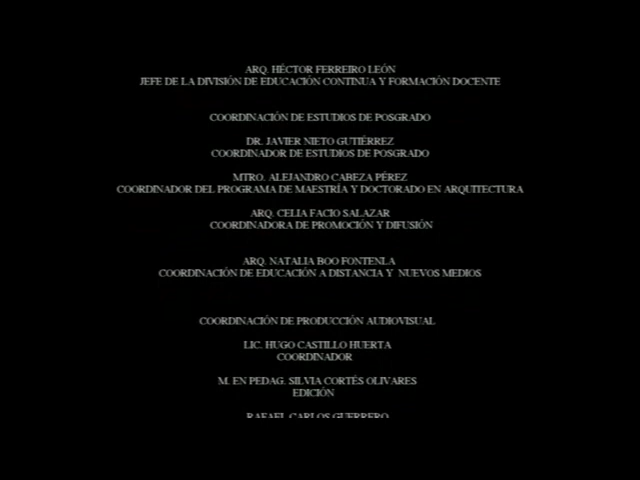 ARQ. HÉCTOR FERREIRO LEÓN
JEFE DE LA DIVISIÓN DE EDUCACIÓN CONTINUA Y FORMACIÓN DOCENTE
COORDINACIÓN DE ESTUDIOS DE POSGRADO
DR. JAVIER NIETO GUTIÉRREZ
COORDINADOR DE ESTUDIOS DE POSGRADO
MTRO. ALEJANDRO CABEZA PÉREZ
COORDINADOR DEL PROGRAMA DE MAESTRÍA Y DOCTORADO EN ARQUITECTURA
ARQ. CELIA FACIO SALAZAR
COORDINADORA DE PROMOCIÓN Y DIFUSIÓN
ARQ. NATALIA BOO FONTENLA
COORDINACIÓN DE EDUCACIÓN A DISTANCIA Y NUEVOS MEDIOS
COORDINACIÓN DE PRODUCCIÓN AUDIOVISUAL
LIC. HUGO CASTILLO HUERTA
COORDINADOR
M. EN PEDAG. SILVIA CORTÉS OLIVARES
EDICIÓN
RAFAEL CARLOS GUERRERO